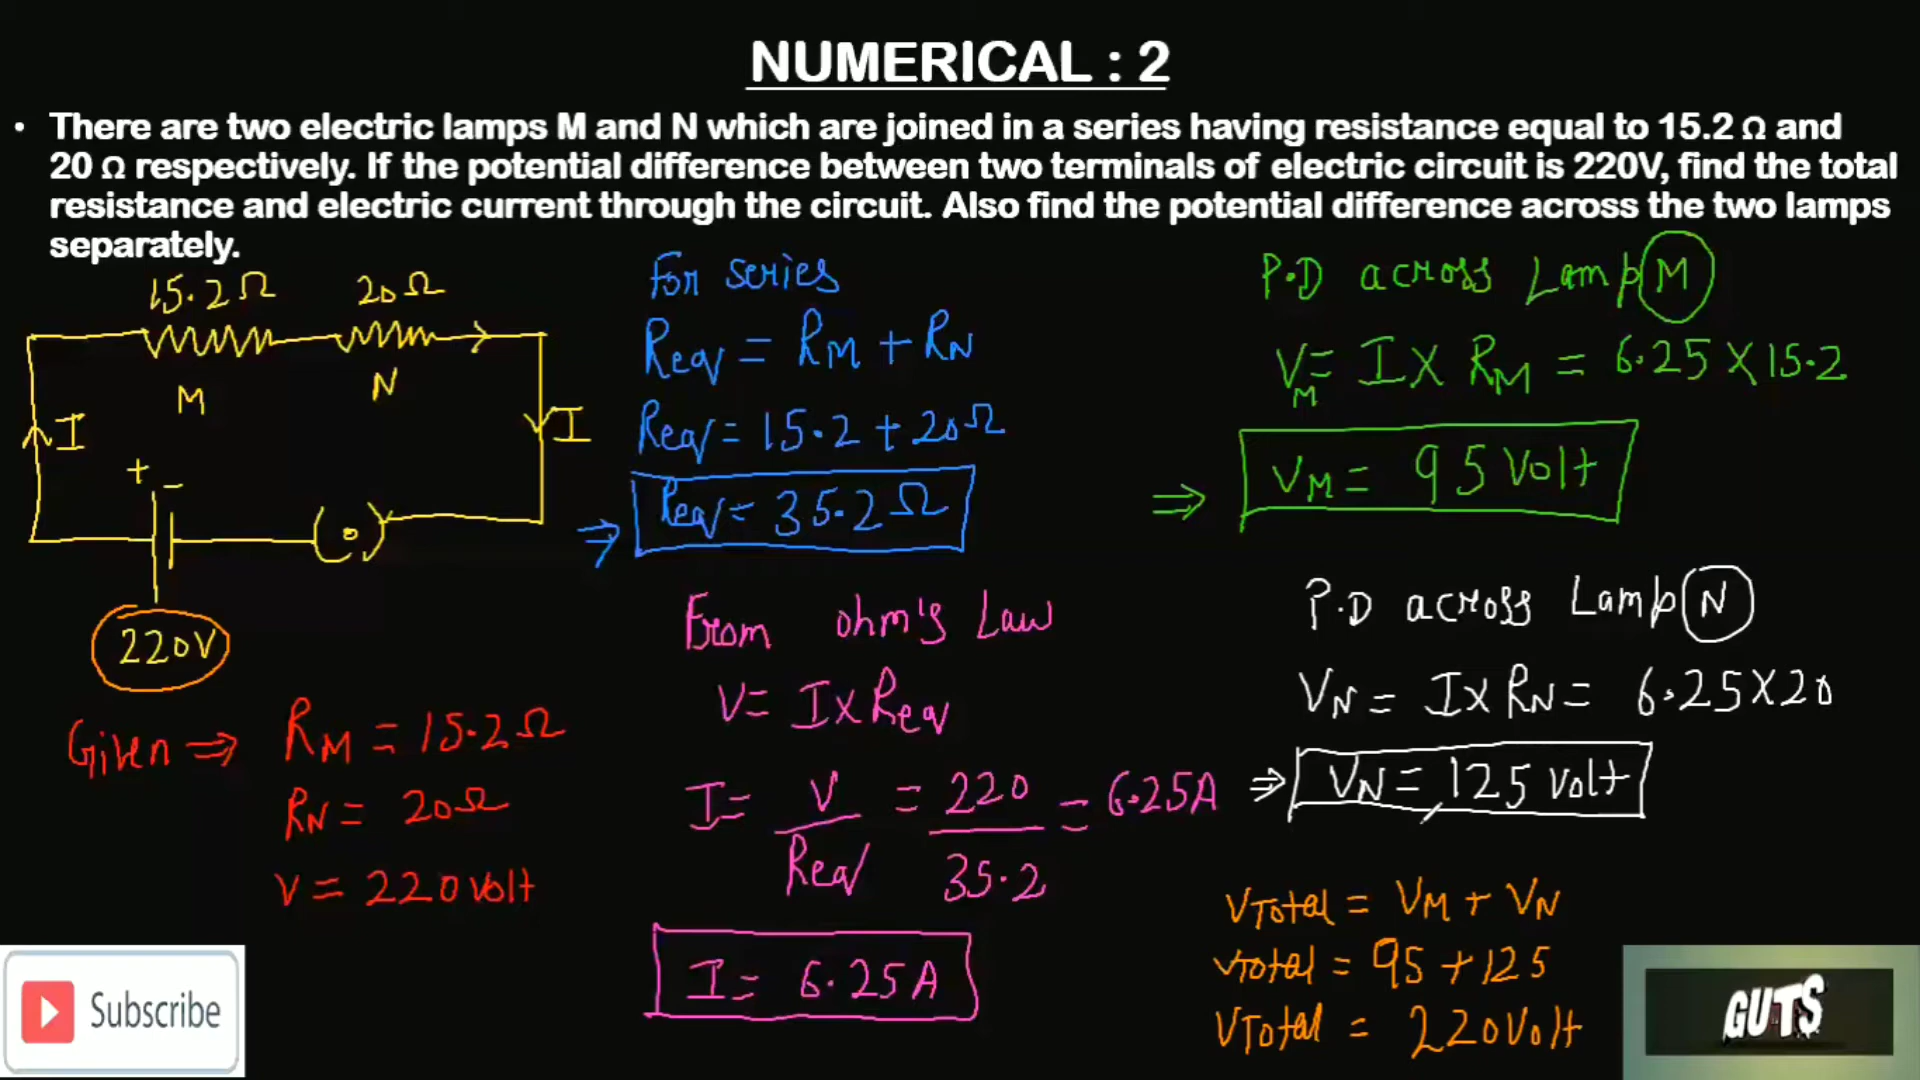 NUMERICAL : 2
• There are two electric lamps M and N which are joined in a series having resistance equal to 15.2 Ω and
20 Ω respectively. If the potential difference between two terminals of electric circuit is 220V, find the total
resistance and electric current through the circuit. Also find the potential difference across the two lamps
separately.
15.2Ω 20Ω
M N
I I
+ -
220V
Given ⇒ RM = 15.2Ω
RN = 20Ω
V = 220 volt
For series
Req = RM + RN
Req = 15.2 + 20Ω
⇒ Req = 35.2 Ω
From ohm's Law
V = I × Req
I = V/Req = 220/35.2 = 6.25A
I = 6.25A
P.D across Lamp M
VM = I × RM = 6.25 × 15.2
⇒ VM = 95 Volt
P.D across Lamp N
VN = I × RN = 6.25 × 20
⇒ VN = 125 volt
VTotal = VM + VN
VTotal = 95 + 125
VTotal = 220 Volt
Subscribe
GUTS